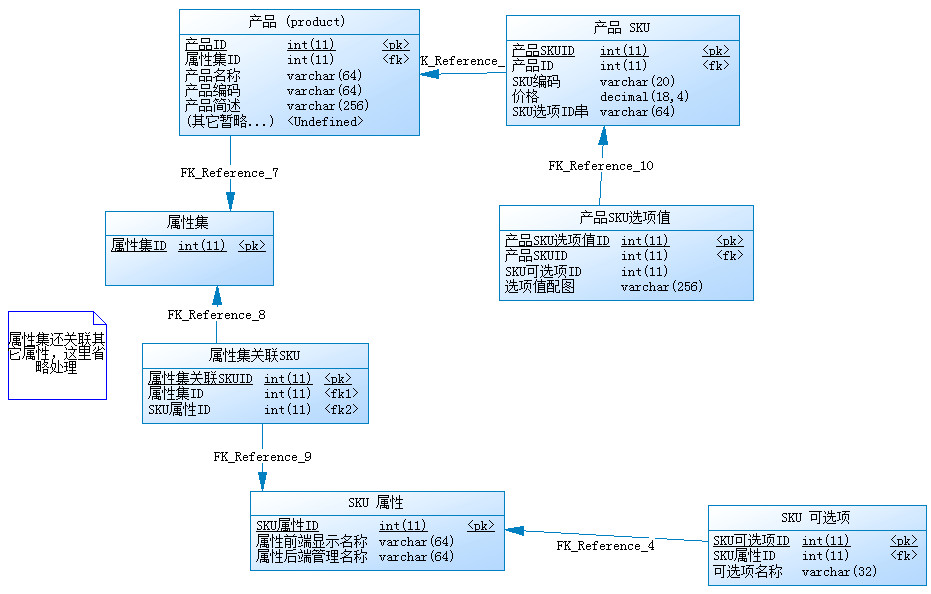 产品 (product)
产品ID int(11) <pk>
属性集ID int(11) <fk>
产品名称 varchar(64)
产品编码 varchar(64)
产品简述 varchar(256)
(其它暂略...) <Undefined>
K_Reference_
产品 SKU
产品SKUID int(11) <pk>
产品ID int(11) <fk>
SKU编码 varchar(20)
价格 decimal(18,4)
SKU选项ID串 varchar(64)
FK_Reference_7
FK_Reference_10
属性集
属性集ID int(11) <pk>
产品SKU选项值
产品SKU选项值ID int(11) <pk>
产品SKUID int(11) <fk>
SKU可选项ID int(11)
选项值配图 varchar(256)
FK_Reference_8
属性集还关联其
它属性，这里省
略处理
属性集关联SKU
属性集关联SKUID int(11) <pk>
属性集ID int(11) <fk1>
SKU属性ID int(11) <fk2>
FK_Reference_9
SKU 属性
SKU属性ID int(11) <pk>
属性前端显示名称 varchar(64)
属性后端管理名称 varchar(64)
FK_Reference_4
SKU 可选项
SKU可选项ID int(11) <pk>
SKU属性ID int(11) <fk>
可选项名称 varchar(32)